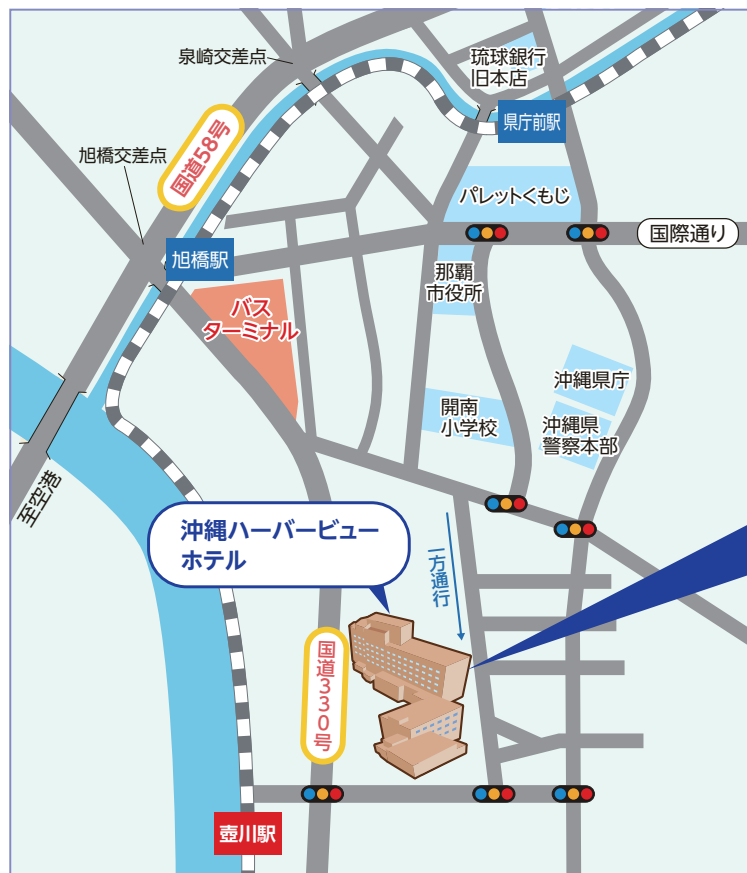 泉崎交差点
琉球銀行
旧本店
県庁前駅
国道58号
旭橋交差点
パレットくもじ
国際通り
旭橋駅
那覇
市役所
バス
ターミナル
沖縄県庁
開南
小学校
沖縄県
警察本部
至空港
沖縄ハーバービュー
ホテル
一方通行
国道330号
壺川駅